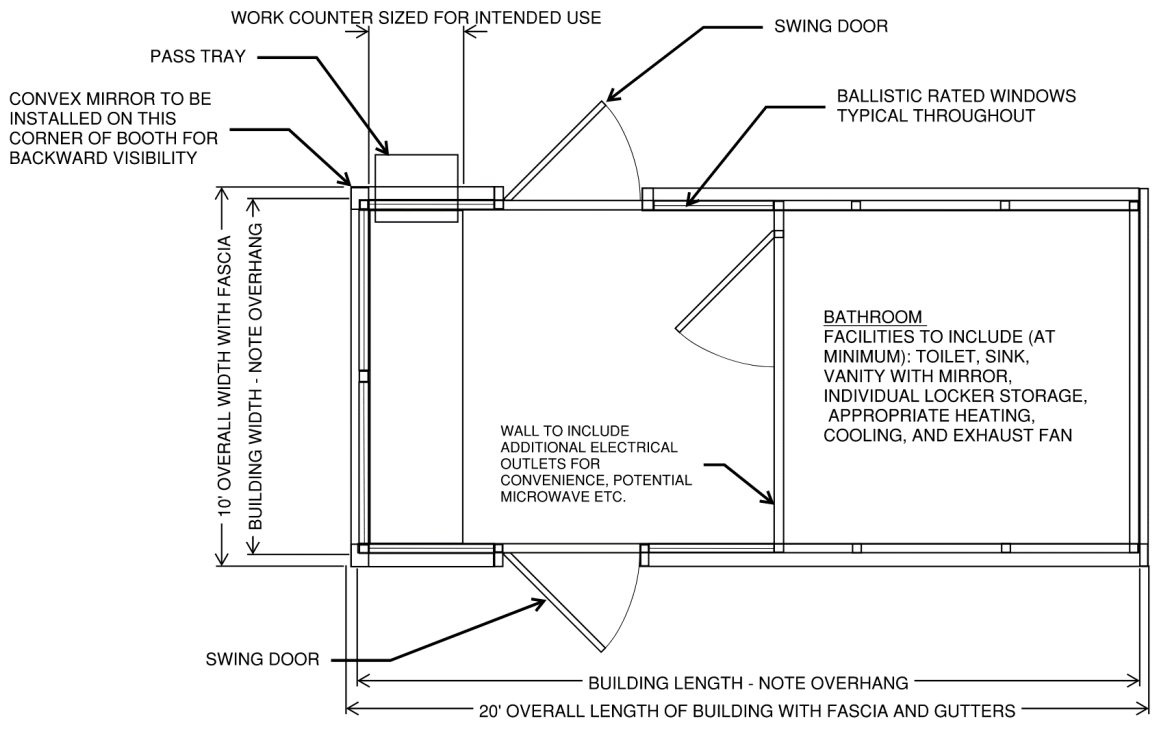 WORK COUNTER SIZED FOR INTENDED USE
SWING DOOR
PASS TRAY
CONVEX MIRROR TO BE
INSTALLED ON THIS
CORNER OF BOOTH FOR
BACKWARD VISIBILITY
BALLISTIC RATED WINDOWS
TYPICAL THROUGHOUT
10' OVERALL WIDTH WITH FASCIA
BUILDING WIDTH - NOTE OVERHANG
BATHROOM
FACILITIES TO INCLUDE (AT
MINIMUM): TOILET, SINK,
VANITY WITH MIRROR,
INDIVIDUAL LOCKER STORAGE,
APPROPRIATE HEATING,
COOLING, AND EXHAUST FAN
WALL TO INCLUDE
ADDITIONAL ELECTRICAL
OUTLETS FOR
CONVENIENCE, POTENTIAL
MICROWAVE ETC.
SWING DOOR
BUILDING LENGTH - NOTE OVERHANG
20' OVERALL LENGTH OF BUILDING WITH FASCIA AND GUTTERS